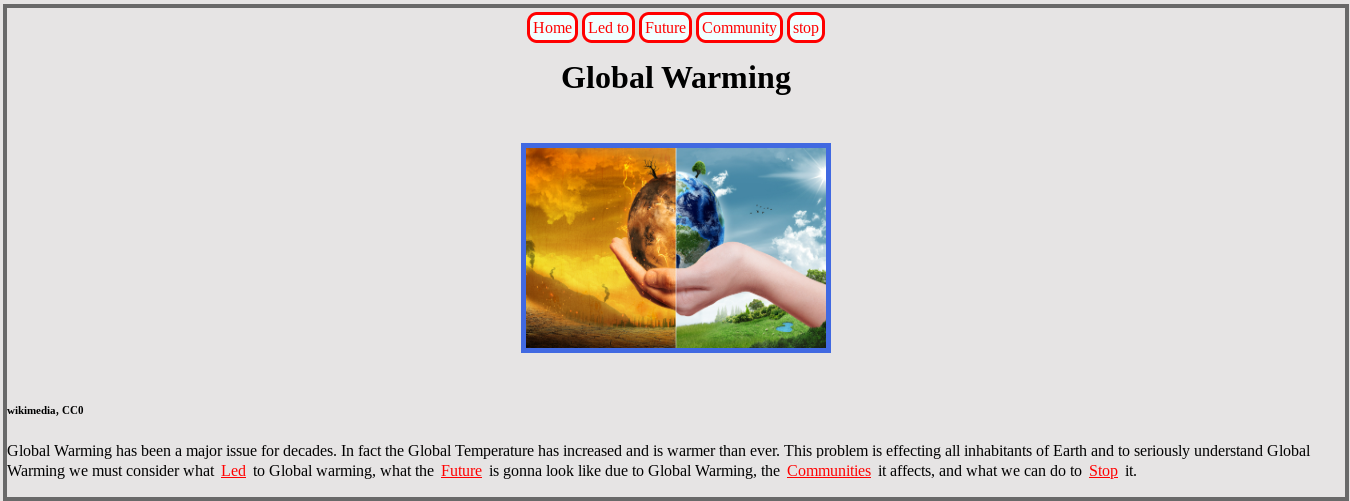 Home Led to Future Community stop
Global Warming
wikimedia, CC0
Global Warming has been a major issue for decades. In fact the Global Temperature has increased and is warmer than ever. This problem is effecting all inhabitants of Earth and to seriously understand Global
Warming we must consider what Led to Global warming, what the Future is gonna look like due to Global Warming, the Communities it affects, and what we can do to Stop it.